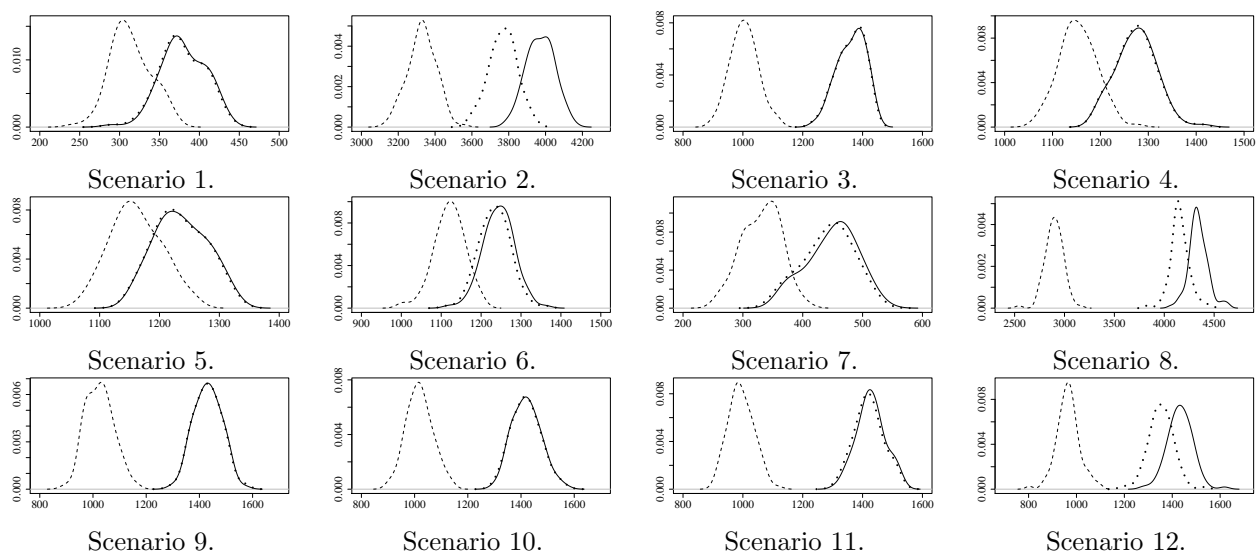 0.000 0.010
200 250 300 350 400 450 500
Scenario 1.
0.000 0.002 0.004
3000 3200 3400 3600 3800 4000 4200
Scenario 2.
0.000 0.004 0.008
800 1000 1200 1400 1600
Scenario 3.
0.000 0.004 0.008
1000 1100 1200 1300 1400 1500
Scenario 4.
0.000 0.004 0.008
1000 1100 1200 1300 1400
Scenario 5.
0.000 0.004 0.008
900 1000 1100 1200 1300 1400 1500
Scenario 6.
0.000 0.004 0.008
200 300 400 500 600
Scenario 7.
0.000 0.002 0.004
2500 3000 3500 4000 4500
Scenario 8.
0.000 0.003 0.006
800 1000 1200 1400 1600
Scenario 9.
0.000 0.004 0.008
800 1000 1200 1400 1600
Scenario 10.
0.000 0.004 0.008
800 1000 1200 1400 1600
Scenario 11.
0.000 0.004 0.008
800 1000 1200 1400 1600
Scenario 12.